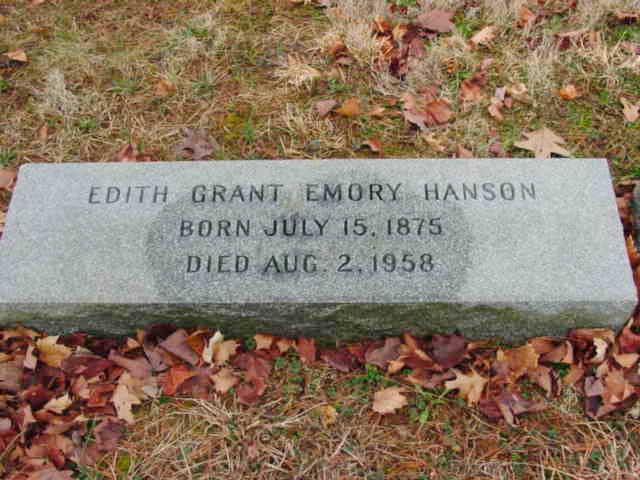 EDITH GRANT EMORY HANSON
BORN JULY 15, 1875
DIED AUG. 2, 1958